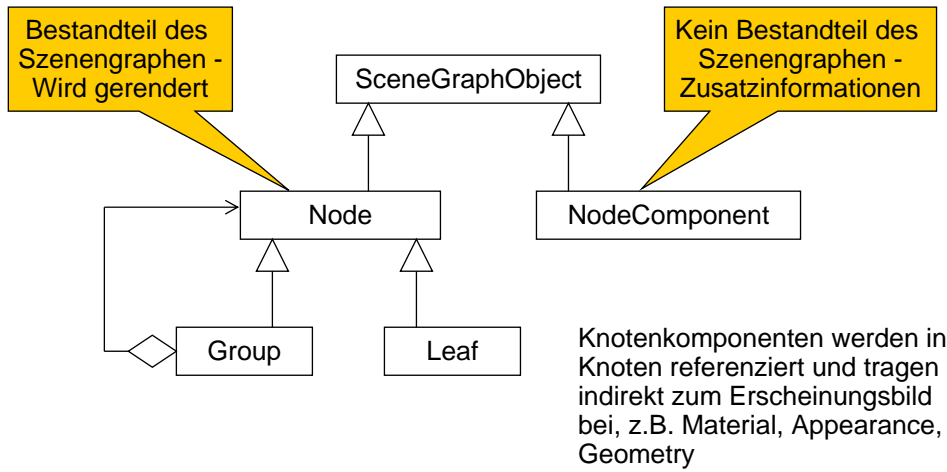 Bestandteil des
Szenengraphen -
Wird gerendert
Kein Bestandteil des
Szenengraphen -
Zusatzinformationen
SceneGraphObject
Node
NodeComponent
Group
Leaf
Knotenkomponenten werden in
Knoten referenziert und tragen
indirekt zum Erscheinungsbild
bei, z.B. Material, Appearance,
Geometry